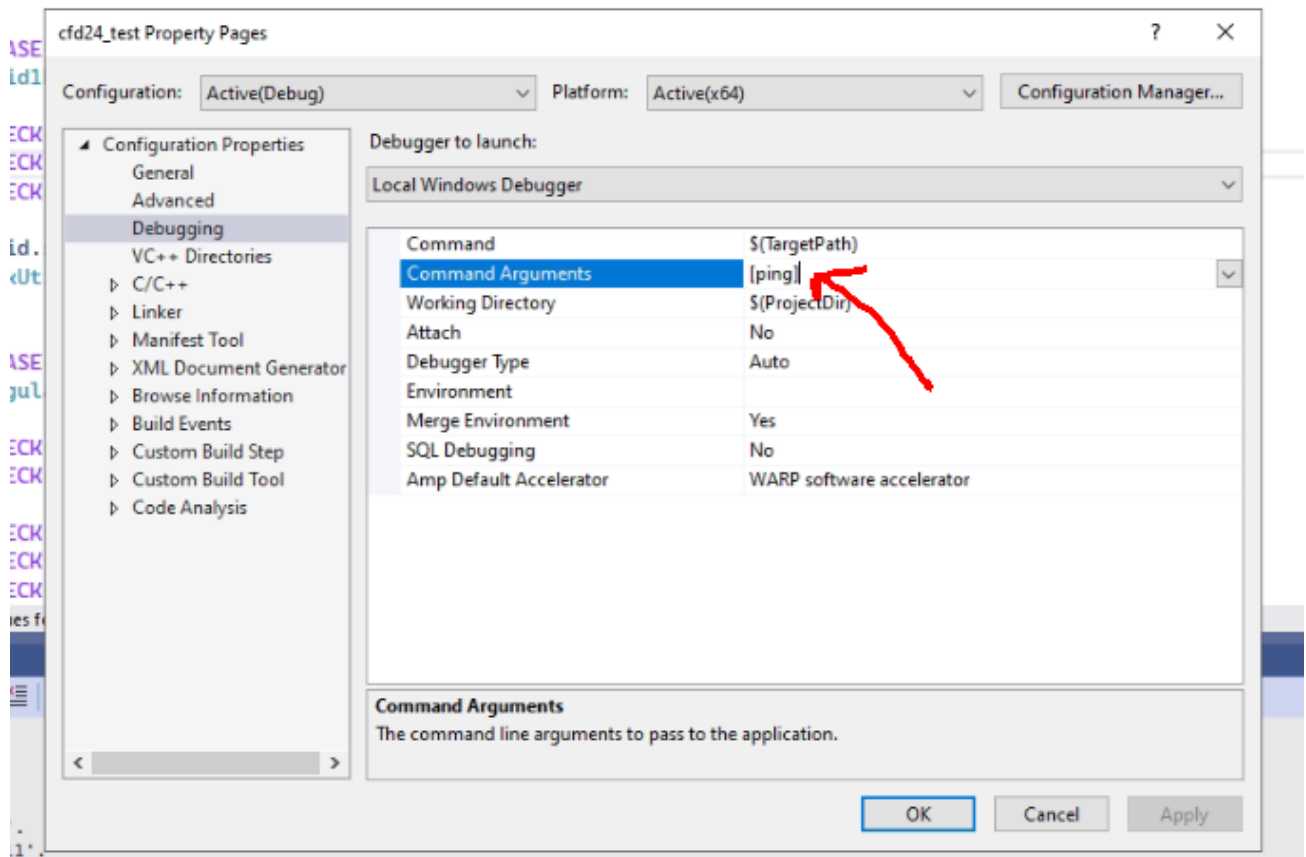 cfd24_test Property Pages
?
Configuration: Active(Debug) Platform: Active(x64) Configuration Manager...
Configuration Properties
General
Advanced
Debugging
VC++ Directories
C/C++
Linker
Manifest Tool
XML Document Generator
Browse Information
Build Events
Custom Build Step
Custom Build Tool
Code Analysis
Debugger to launch:
Local Windows Debugger
Command $(TargetPath)
Command Arguments [ping]
Working Directory $(ProjectDir)
Attach No
Debugger Type Auto
Environment
Merge Environment Yes
SQL Debugging No
Amp Default Accelerator WARP software accelerator
Command Arguments
The command line arguments to pass to the application.
OK Cancel Apply